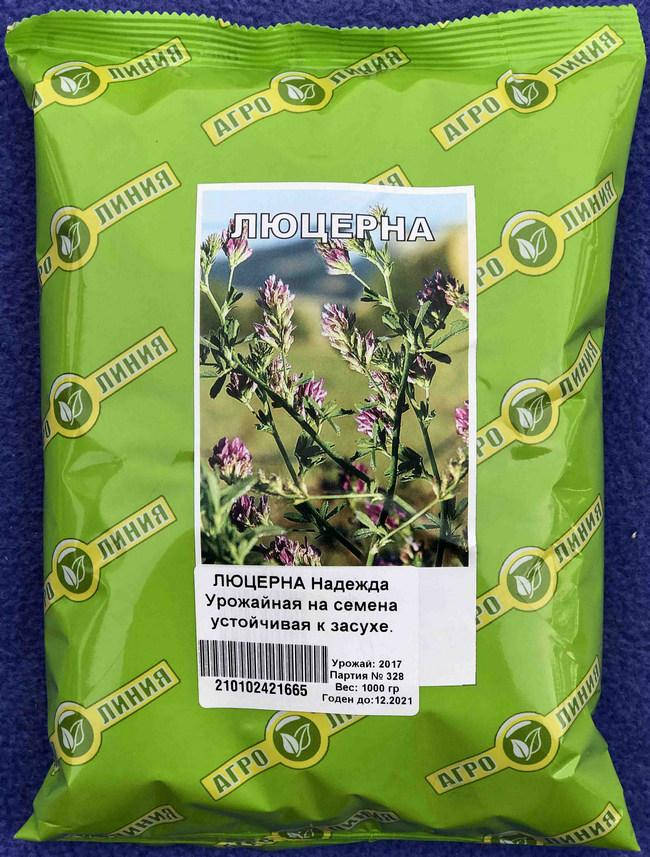 АГРО ЛИНИЯ
ЛЮЦЕРНА
ЛЮЦЕРНА Надежда
Урожайная на семена
устойчивая к засухе.
210102421665
Урожай: 2017
Партия № 328
Вес: 1000 гр
Годен до:12.2021